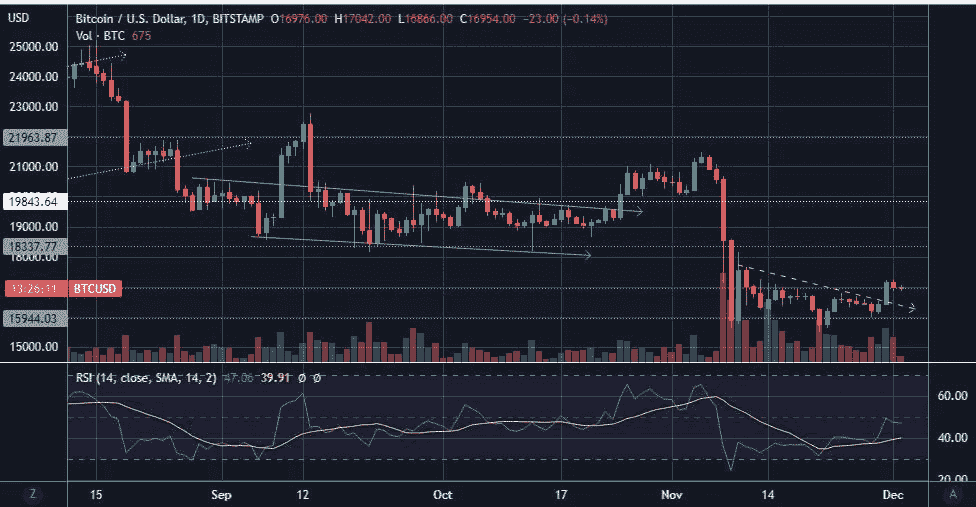 USD
Bitcoin / U.S. Dollar, 1D, BITSTAMP O16976.00 H17042.00 L16866.00 C16954.00 −23.00 (−0.14%)
Vol · BTC 675
25000.00
24000.00
23000.00
21963.87
21000.00
19843.64
19000.00
18337.77
18000.00
13:26:11 BTCUSD
15944.03
15000.00
RSI (14, close, SMA, 14, 2) 47.06 39.91 Ø Ø
60.00
40.00
20.00
Z 15 Sep 12 Oct 17 Nov 14 Dec A